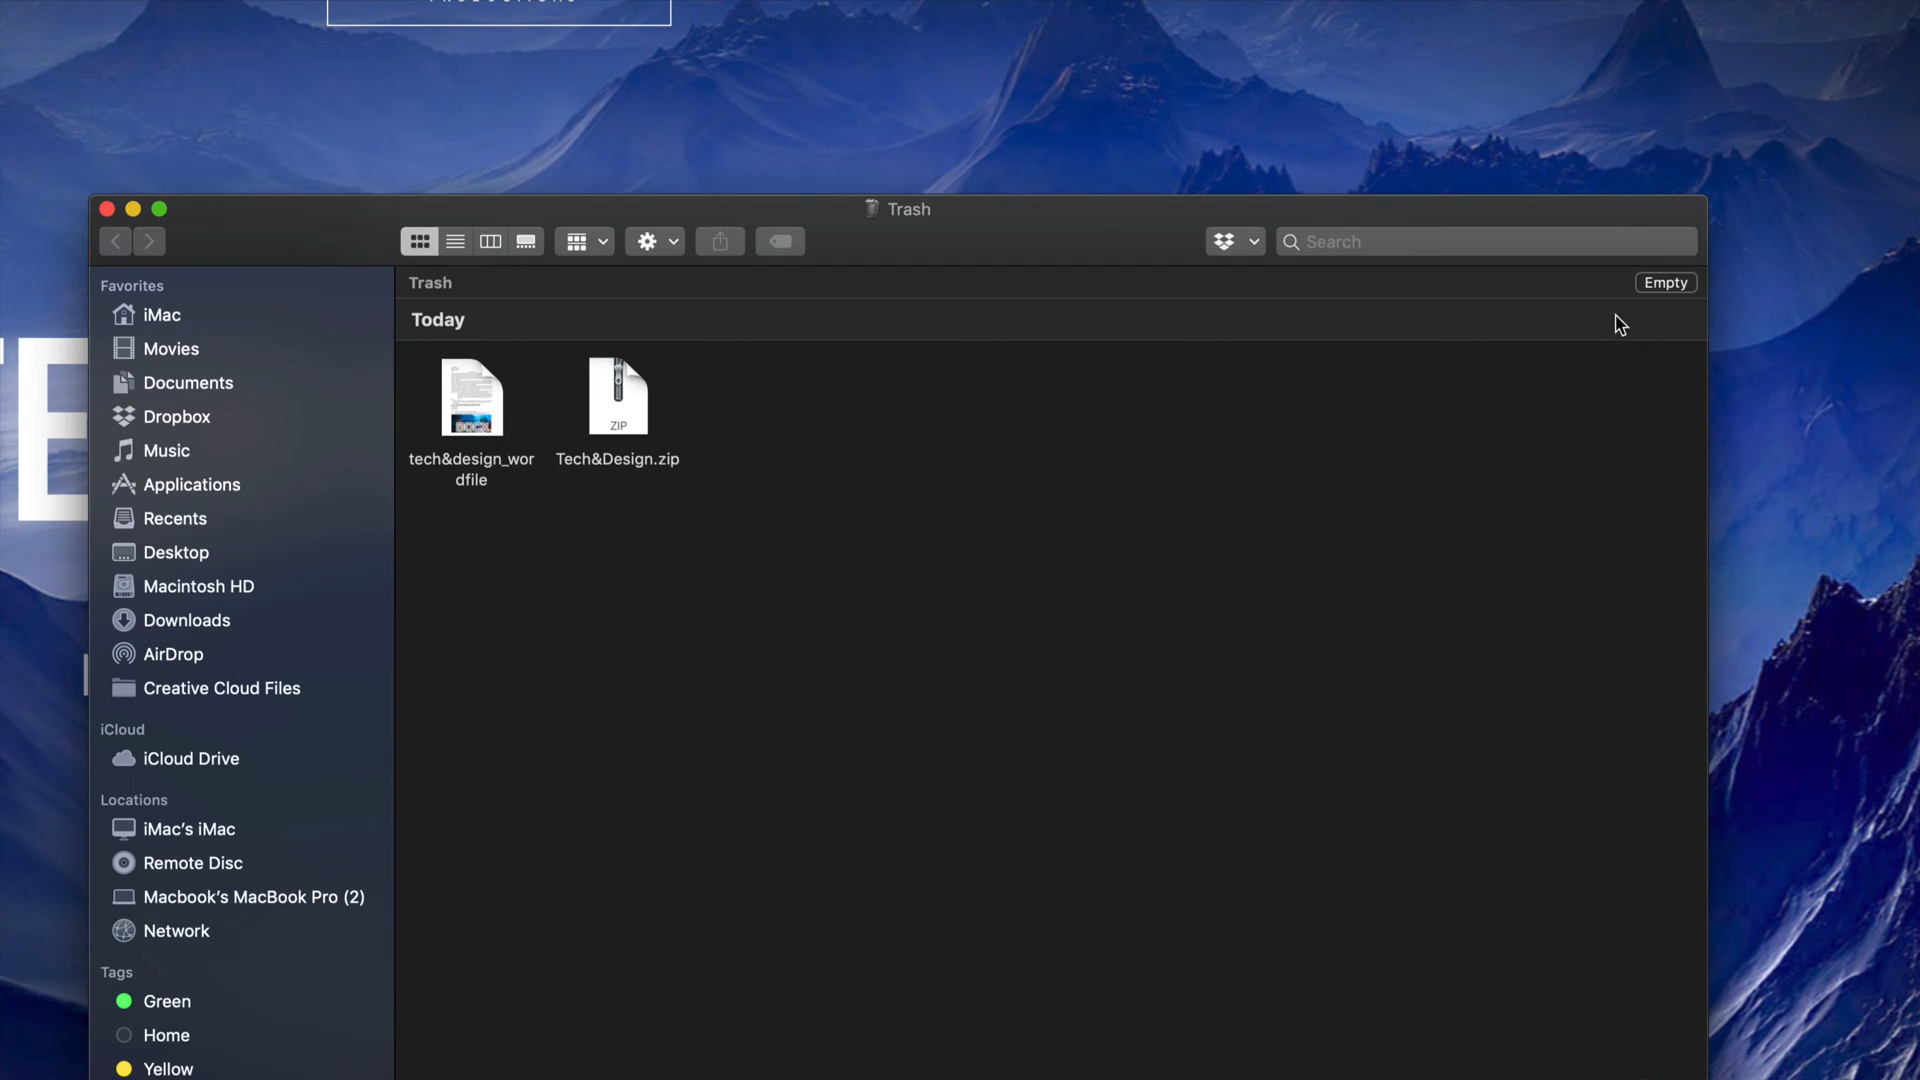 PRODUCTIONS
Trash
Search
Favorites
iMac
Movies
Documents
Dropbox
Music
Applications
Recents
Desktop
Macintosh HD
Downloads
AirDrop
Creative Cloud Files
iCloud
iCloud Drive
Locations
iMac’s iMac
Remote Disc
Macbook’s MacBook Pro (2)
Network
Tags
Green
Home
Yellow
Trash
Empty
Today
DOCX
tech&design_wor
dfile
ZIP
Tech&Design.zip
E